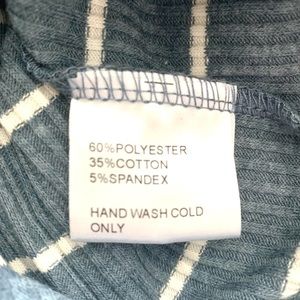 60%POLYESTER
35%COTTON
5%SPANDEX
HAND WASH COLD
ONLY